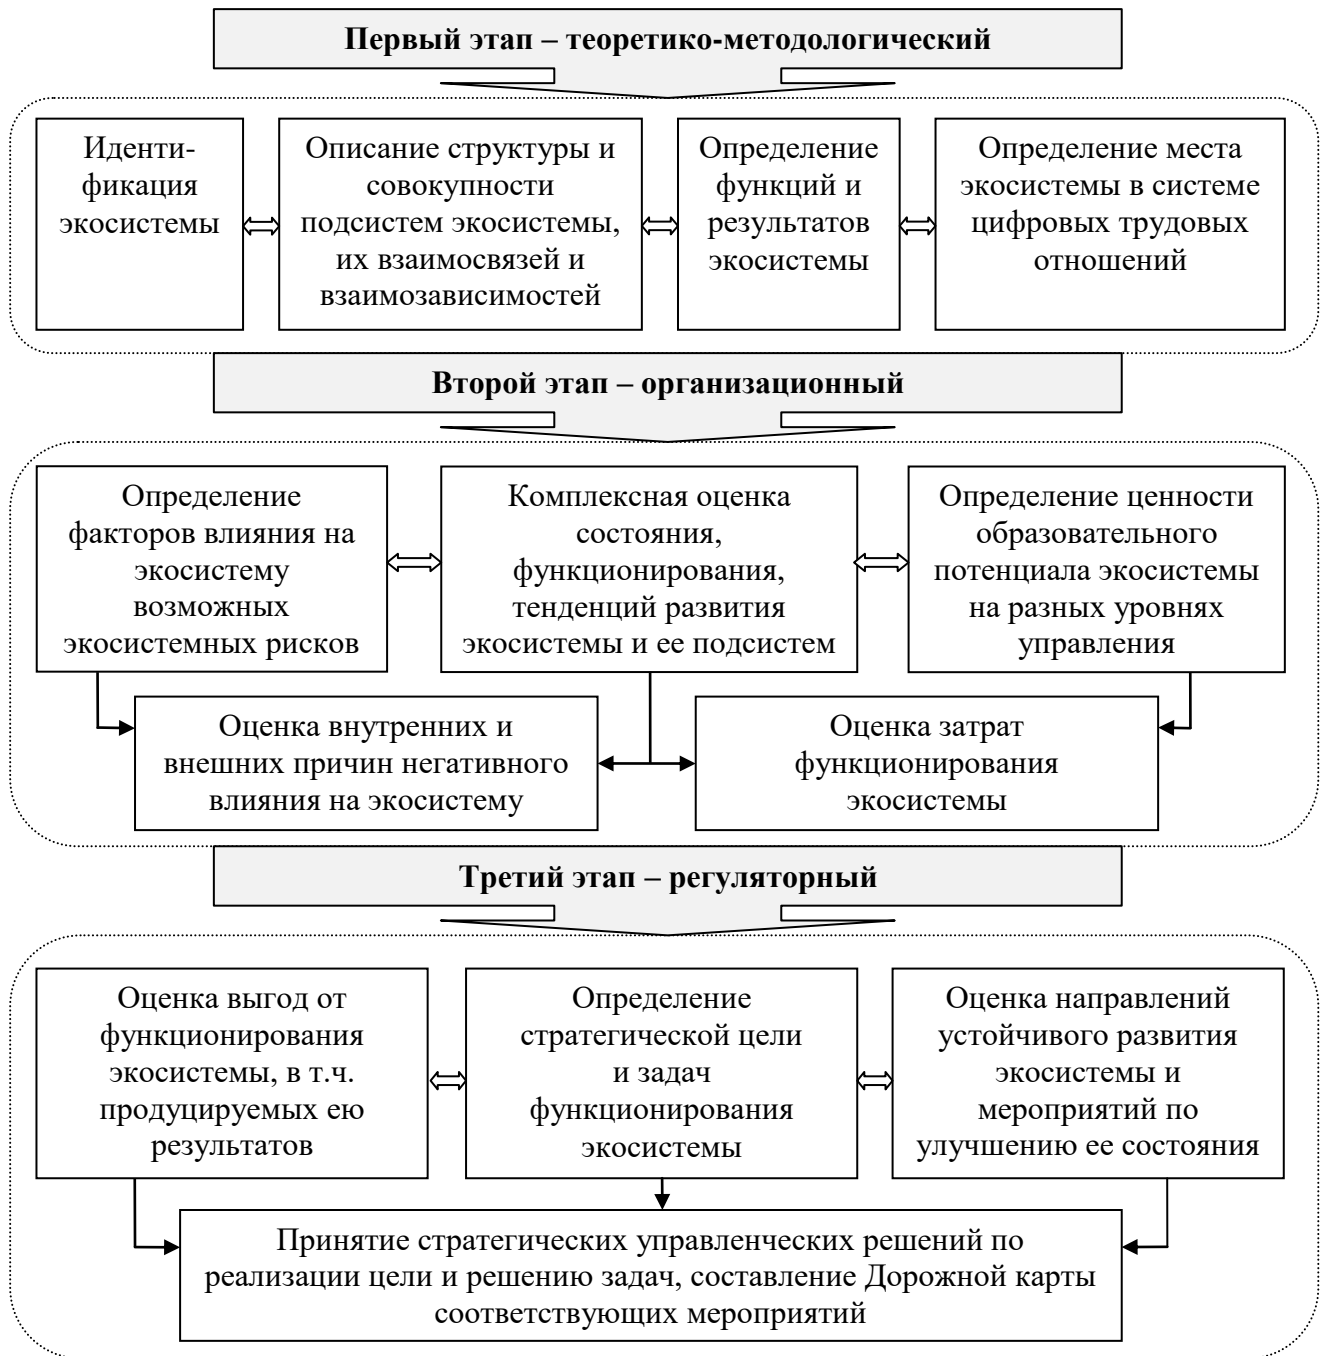 Первый этап – теоретико-методологический
Иденти-
фикация
экосистемы
Описание структуры и
совокупности
подсистем экосистемы,
их взаимосвязей и
взаимозависимостей
Определение
функций и
результатов
экосистемы
Определение места
экосистемы в системе
цифровых трудовых
отношений
Второй этап – организационный
Определение
факторов влияния на
экосистему
возможных
экосистемных рисков
Комплексная оценка
состояния,
функционирования,
тенденций развития
экосистемы и ее подсистем
Определение ценности
образовательного
потенциала экосистемы
на разных уровнях
управления
Оценка внутренних и
внешних причин негативного
влияния на экосистему
Оценка затрат
функционирования
экосистемы
Третий этап – регуляторный
Оценка выгод от
функционирования
экосистемы, в т.ч.
продуцируемых ею
результатов
Определение
стратегической цели
и задач
функционирования
экосистемы
Оценка направлений
устойчивого развития
экосистемы и
мероприятий по
улучшению ее состояния
Принятие стратегических управленческих решений по
реализации цели и решению задач, составление Дорожной карты
соответствующих мероприятий